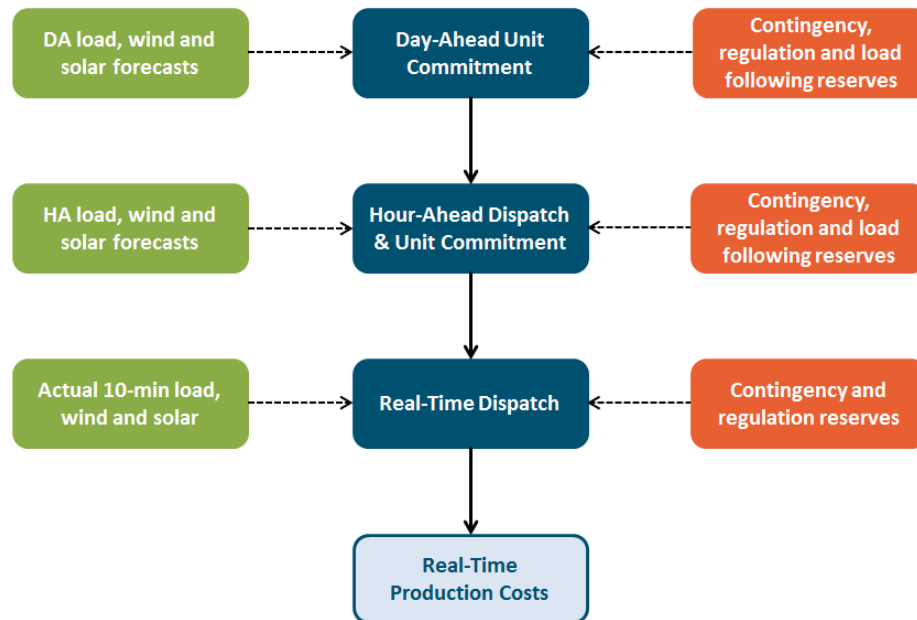 DA load, wind and
solar forecasts
Day-Ahead Unit
Commitment
Contingency,
regulation and load
following reserves
HA load, wind and
solar forecasts
Hour-Ahead Dispatch
& Unit Commitment
Contingency,
regulation and load
following reserves
Actual 10-min load,
wind and solar
Real-Time Dispatch
Contingency and
regulation reserves
Real-Time
Production Costs